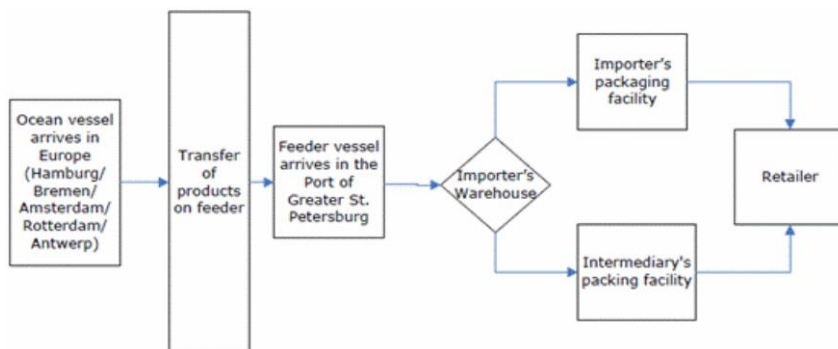 Ocean vessel
arrives in
Europe
(Hamburg/
Bremen/
Amsterdam/
Rotterdam/
Antwerp)
Transfer
of
products
on feeder
Feeder vessel
arrives in the
Port of
Greater St.
Petersburg
Importer's
Warehouse
Importer's
packaging
facility
Intermediary's
packing facility
Retailer